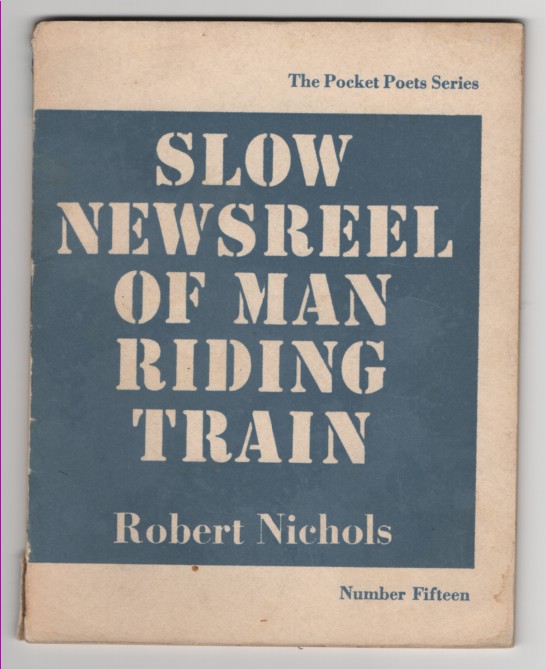 The Pocket Poets Series
SLOW
NEWSREEL
OF MAN
RIDING
TRAIN
Robert Nichols
Number Fifteen